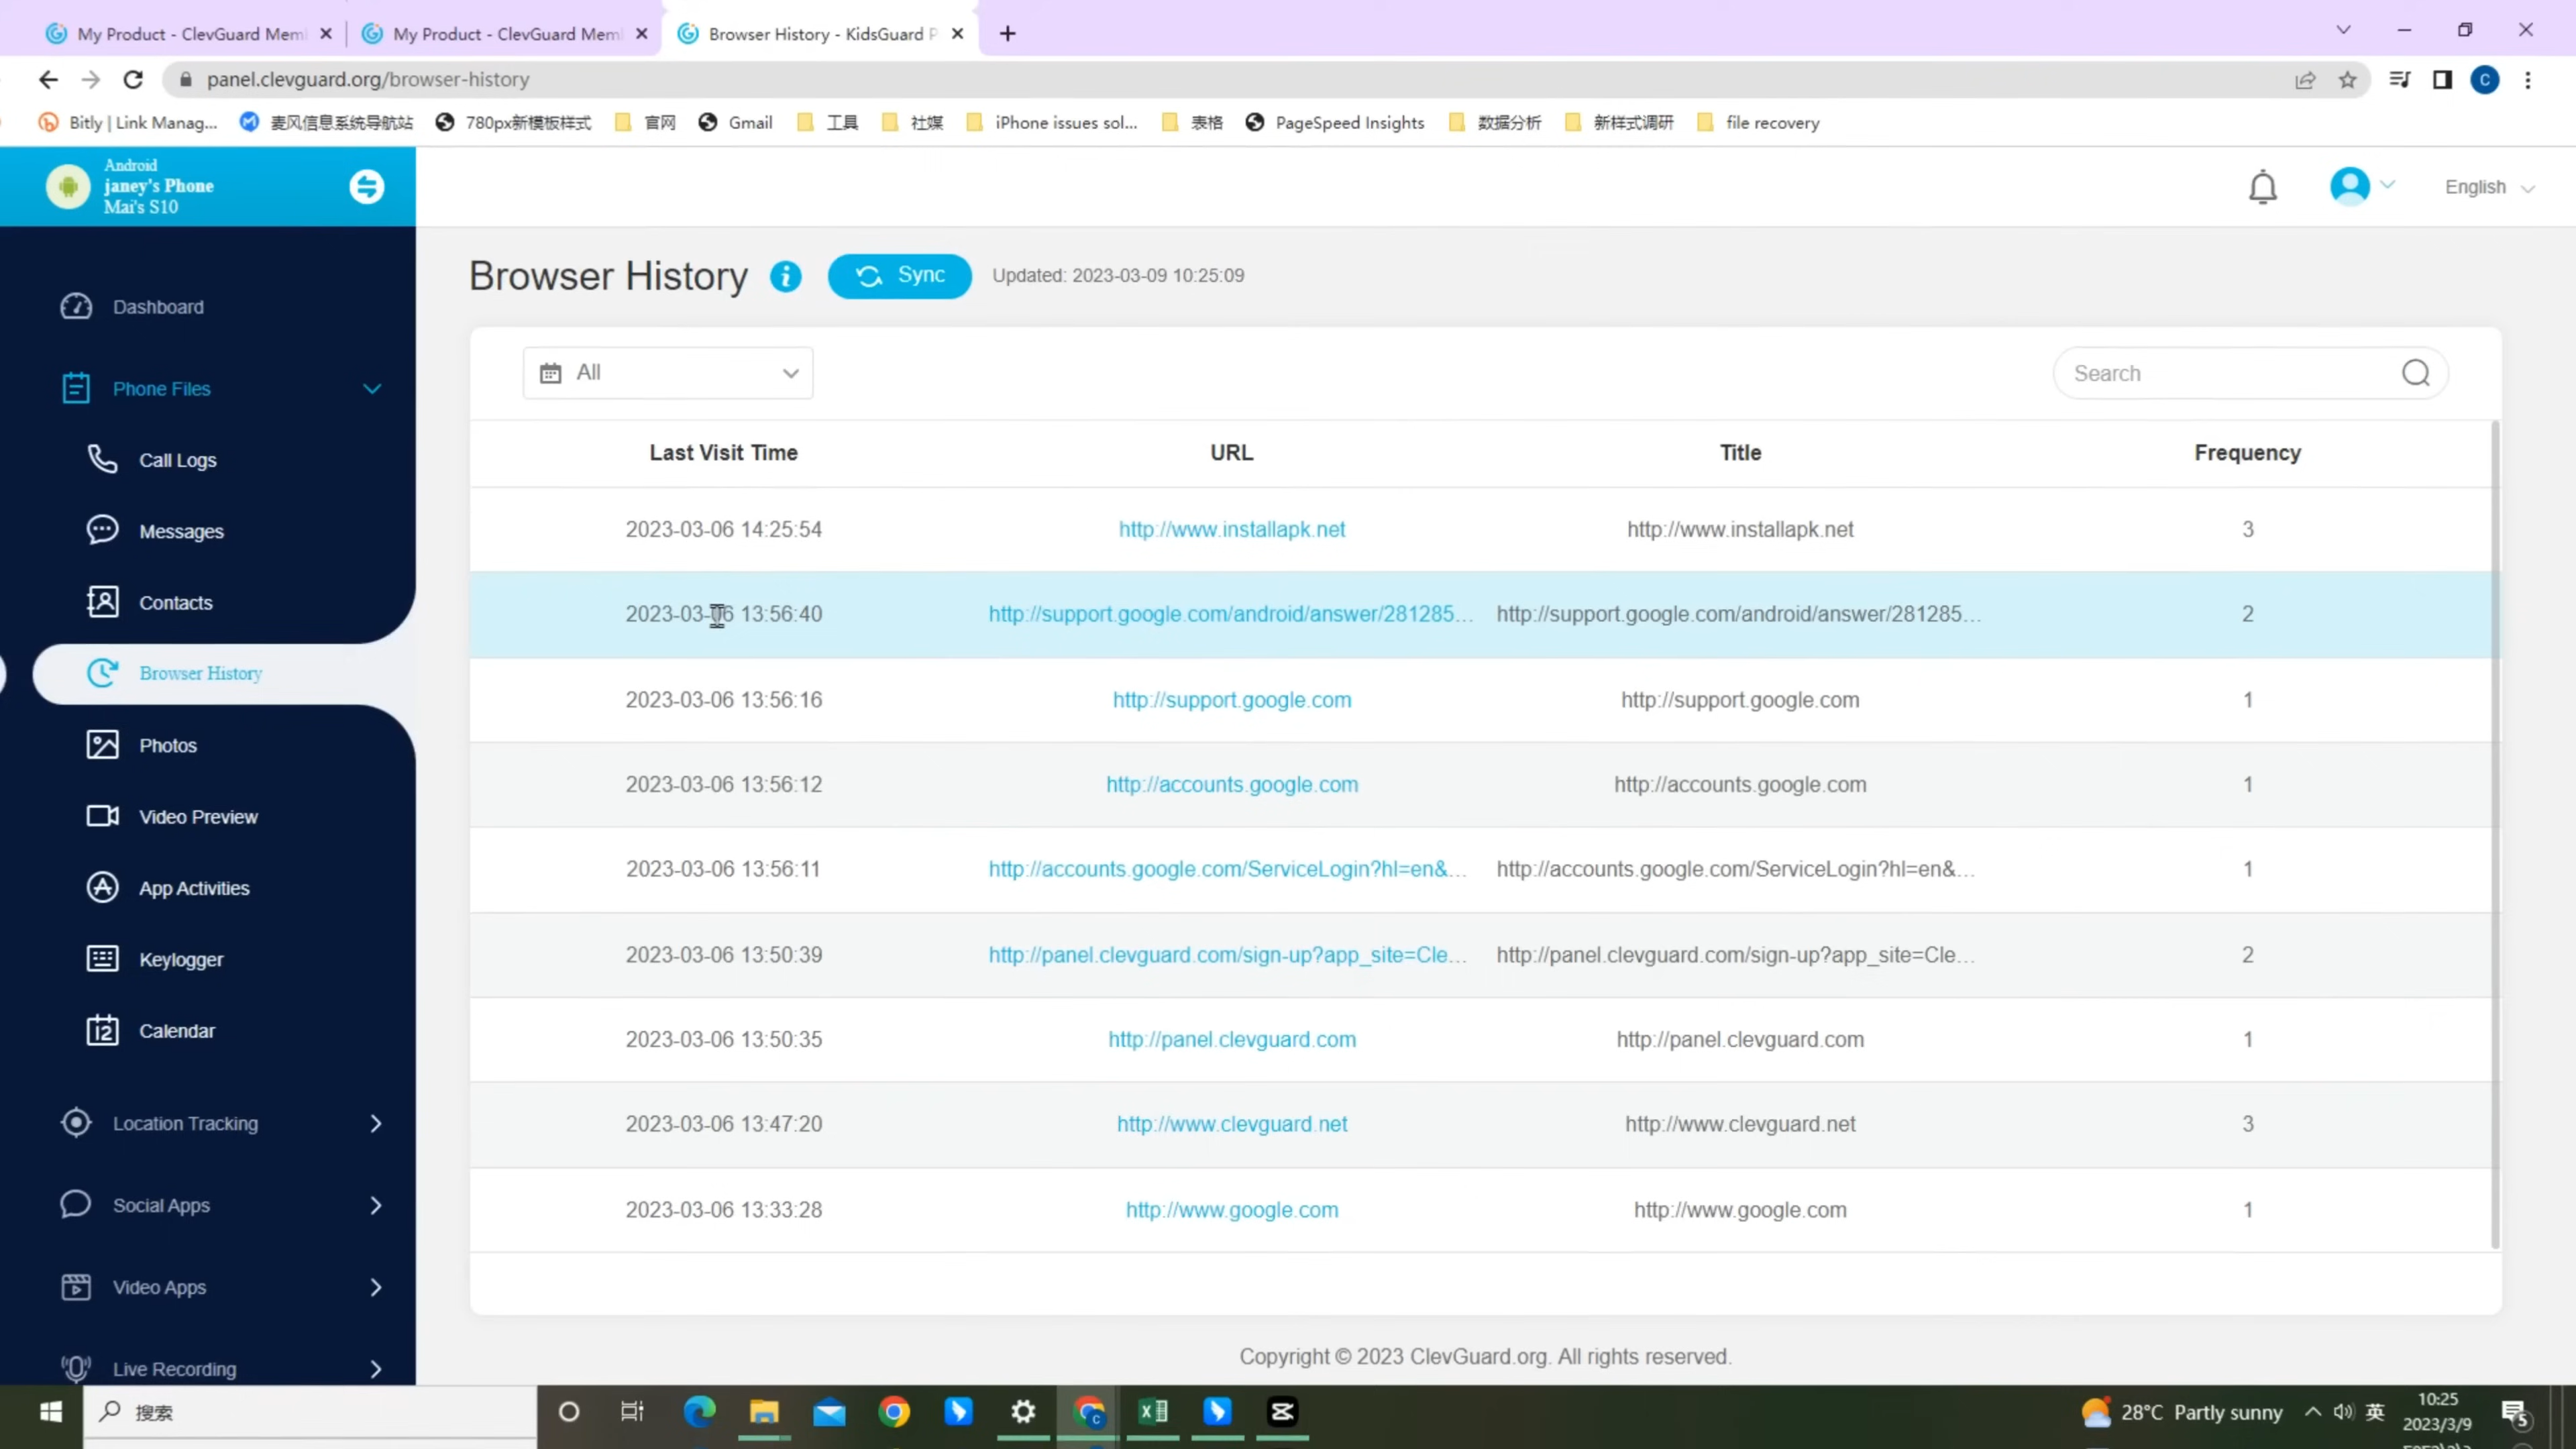 My Product - ClevGuard Mem
My Product - ClevGuard Mem
Browser History - KidsGuard P
panel.clevguard.org/browser-history
C
Bitly | Link Manag...
麦风信息系统导航站
780px新模板样式
官网
Gmail
工具
社媒
iPhone issues sol...
表格
PageSpeed Insights
数据分析
新样式调研
file recovery
Android
janey's Phone
Mai's S10
English
Dashboard
Phone Files
Call Logs
Messages
Contacts
Browser History
Photos
Video Preview
App Activities
Keylogger
12
Calendar
Location Tracking
Social Apps
Video Apps
Live Recording
Browser History
Sync
Updated: 2023-03-09 10:25:09
All
Search
Last Visit Time URL Title Frequency
2023-03-06 14:25:54 http://www.installapk.net http://www.installapk.net 3
2023-03-06 13:56:40 http://support.google.com/android/answer/281285... http://support.google.com/android/answer/281285... 2
2023-03-06 13:56:16 http://support.google.com http://support.google.com 1
2023-03-06 13:56:12 http://accounts.google.com http://accounts.google.com 1
2023-03-06 13:56:11 http://accounts.google.com/ServiceLogin?hl=en&... http://accounts.google.com/ServiceLogin?hl=en&... 1
2023-03-06 13:50:39 http://panel.clevguard.com/sign-up?app_site=Cle... http://panel.clevguard.com/sign-up?app_site=Cle... 2
2023-03-06 13:50:35 http://panel.clevguard.com http://panel.clevguard.com 1
2023-03-06 13:47:20 http://www.clevguard.net http://www.clevguard.net 3
2023-03-06 13:33:28 http://www.google.com http://www.google.com 1
Copyright © 2023 ClevGuard.org. All rights reserved.
搜索
28°C Partly sunny
英
10:25
2023/3/9
5